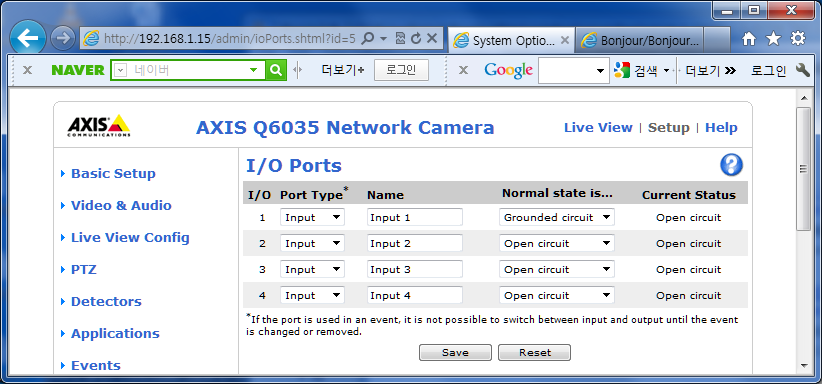 http://192.168.1.15/admin/ioPorts.shtml?id=5
System Optio...
Bonjour/Bonjour...
x NAVER 네이버 더보기+ 로그인
x Google 검색 더보기 » 로그인
AXIS COMMUNICATIONS
AXIS Q6035 Network Camera
Live View | Setup | Help
Basic Setup
Video & Audio
Live View Config
PTZ
Detectors
Applications
Events
I/O Ports
?
I/O Port Type* Name Normal state is... Current Status
1 Input Input 1 Grounded circuit Open circuit
2 Input Input 2 Open circuit Open circuit
3 Input Input 3 Open circuit Open circuit
4 Input Input 4 Open circuit Open circuit
*If the port is used in an event, it is not possible to switch between input and output until the event
is changed or removed.
Save Reset